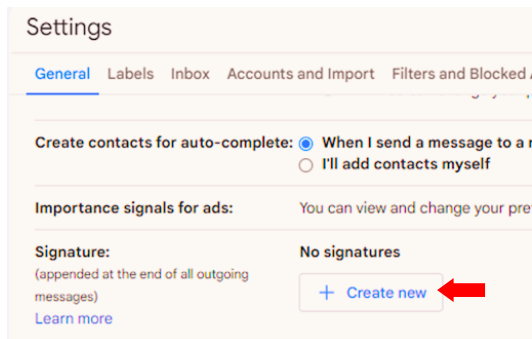 Settings
General Labels Inbox Accounts and Import Filters and Blocked
Create contacts for auto-complete: When I send a message to a
I'll add contacts myself
Importance signals for ads: You can view and change your
Signature: No signatures
(appended at the end of all outgoing
messages)
+ Create new
Learn more